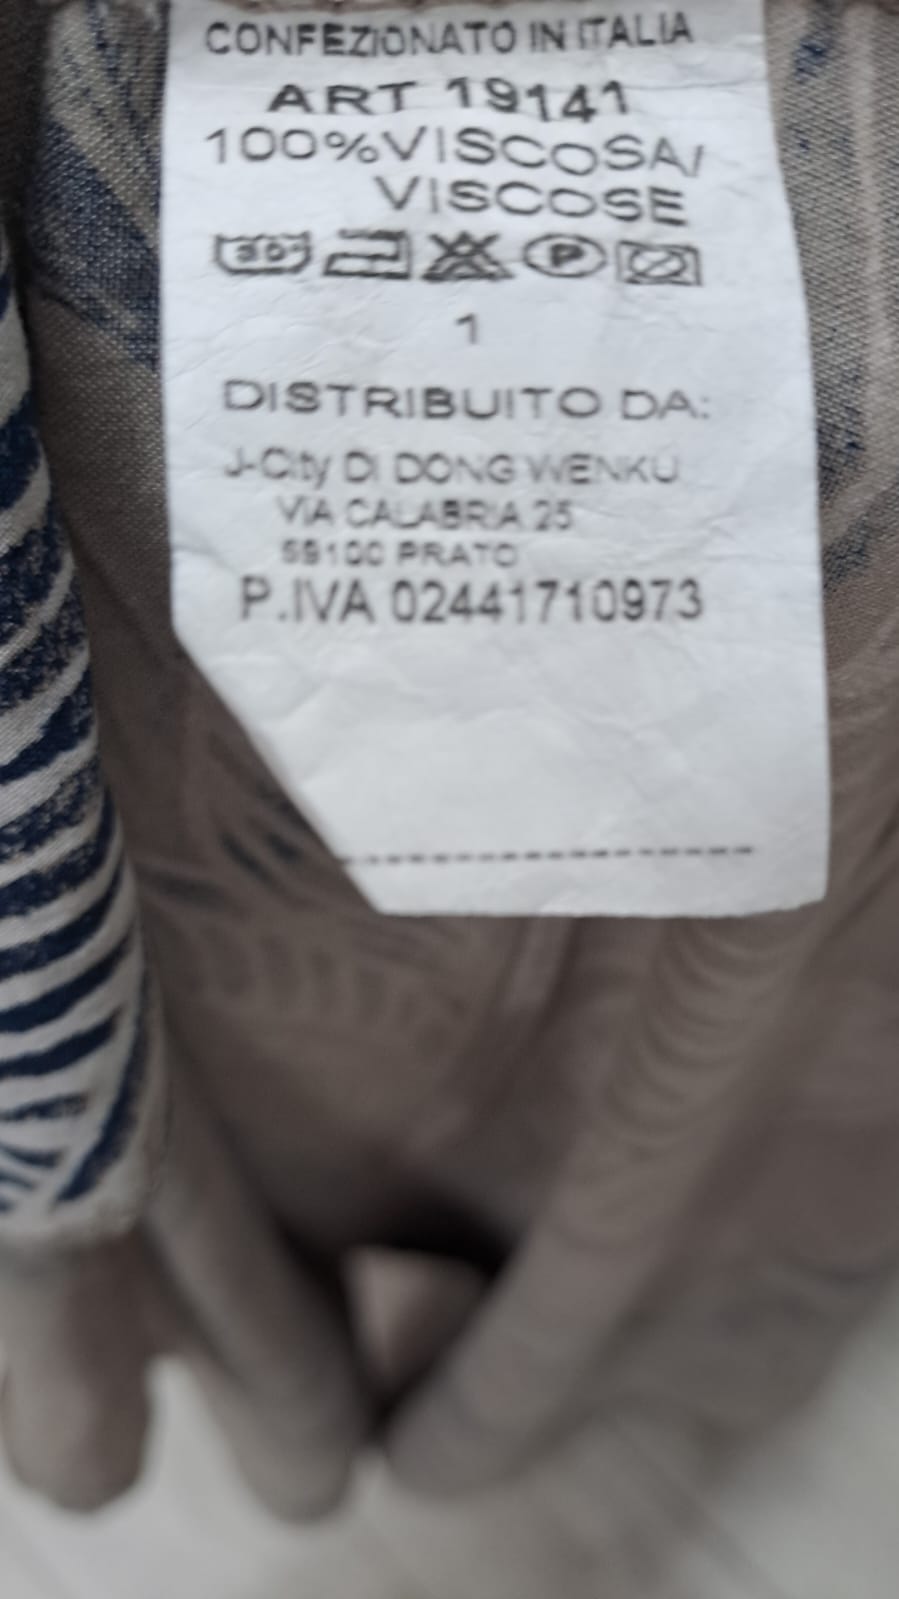 CONFEZIONATO IN ITALIA
ART 19141
100%VISCOSA/
VISCOSE
30° P
1
DISTRIBUITO DA:
J-City DI DONG WENKU
VIA CALABRIA 25
59100 PRATO
P.IVA 02441710973